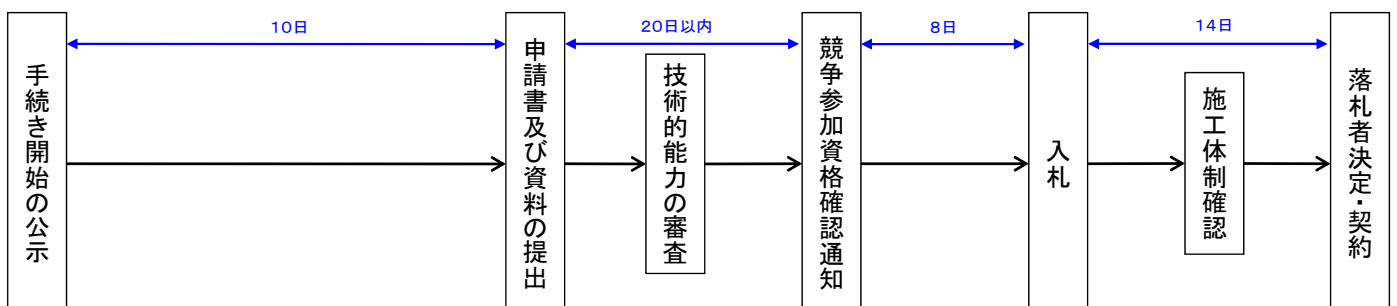 10日
20日以内
8日
14日
手続き開始の公示
申請書及び資料の提出
技術的能力の審査
競争参加資格確認通知
入札
施工体制確認
落札者決定・契約